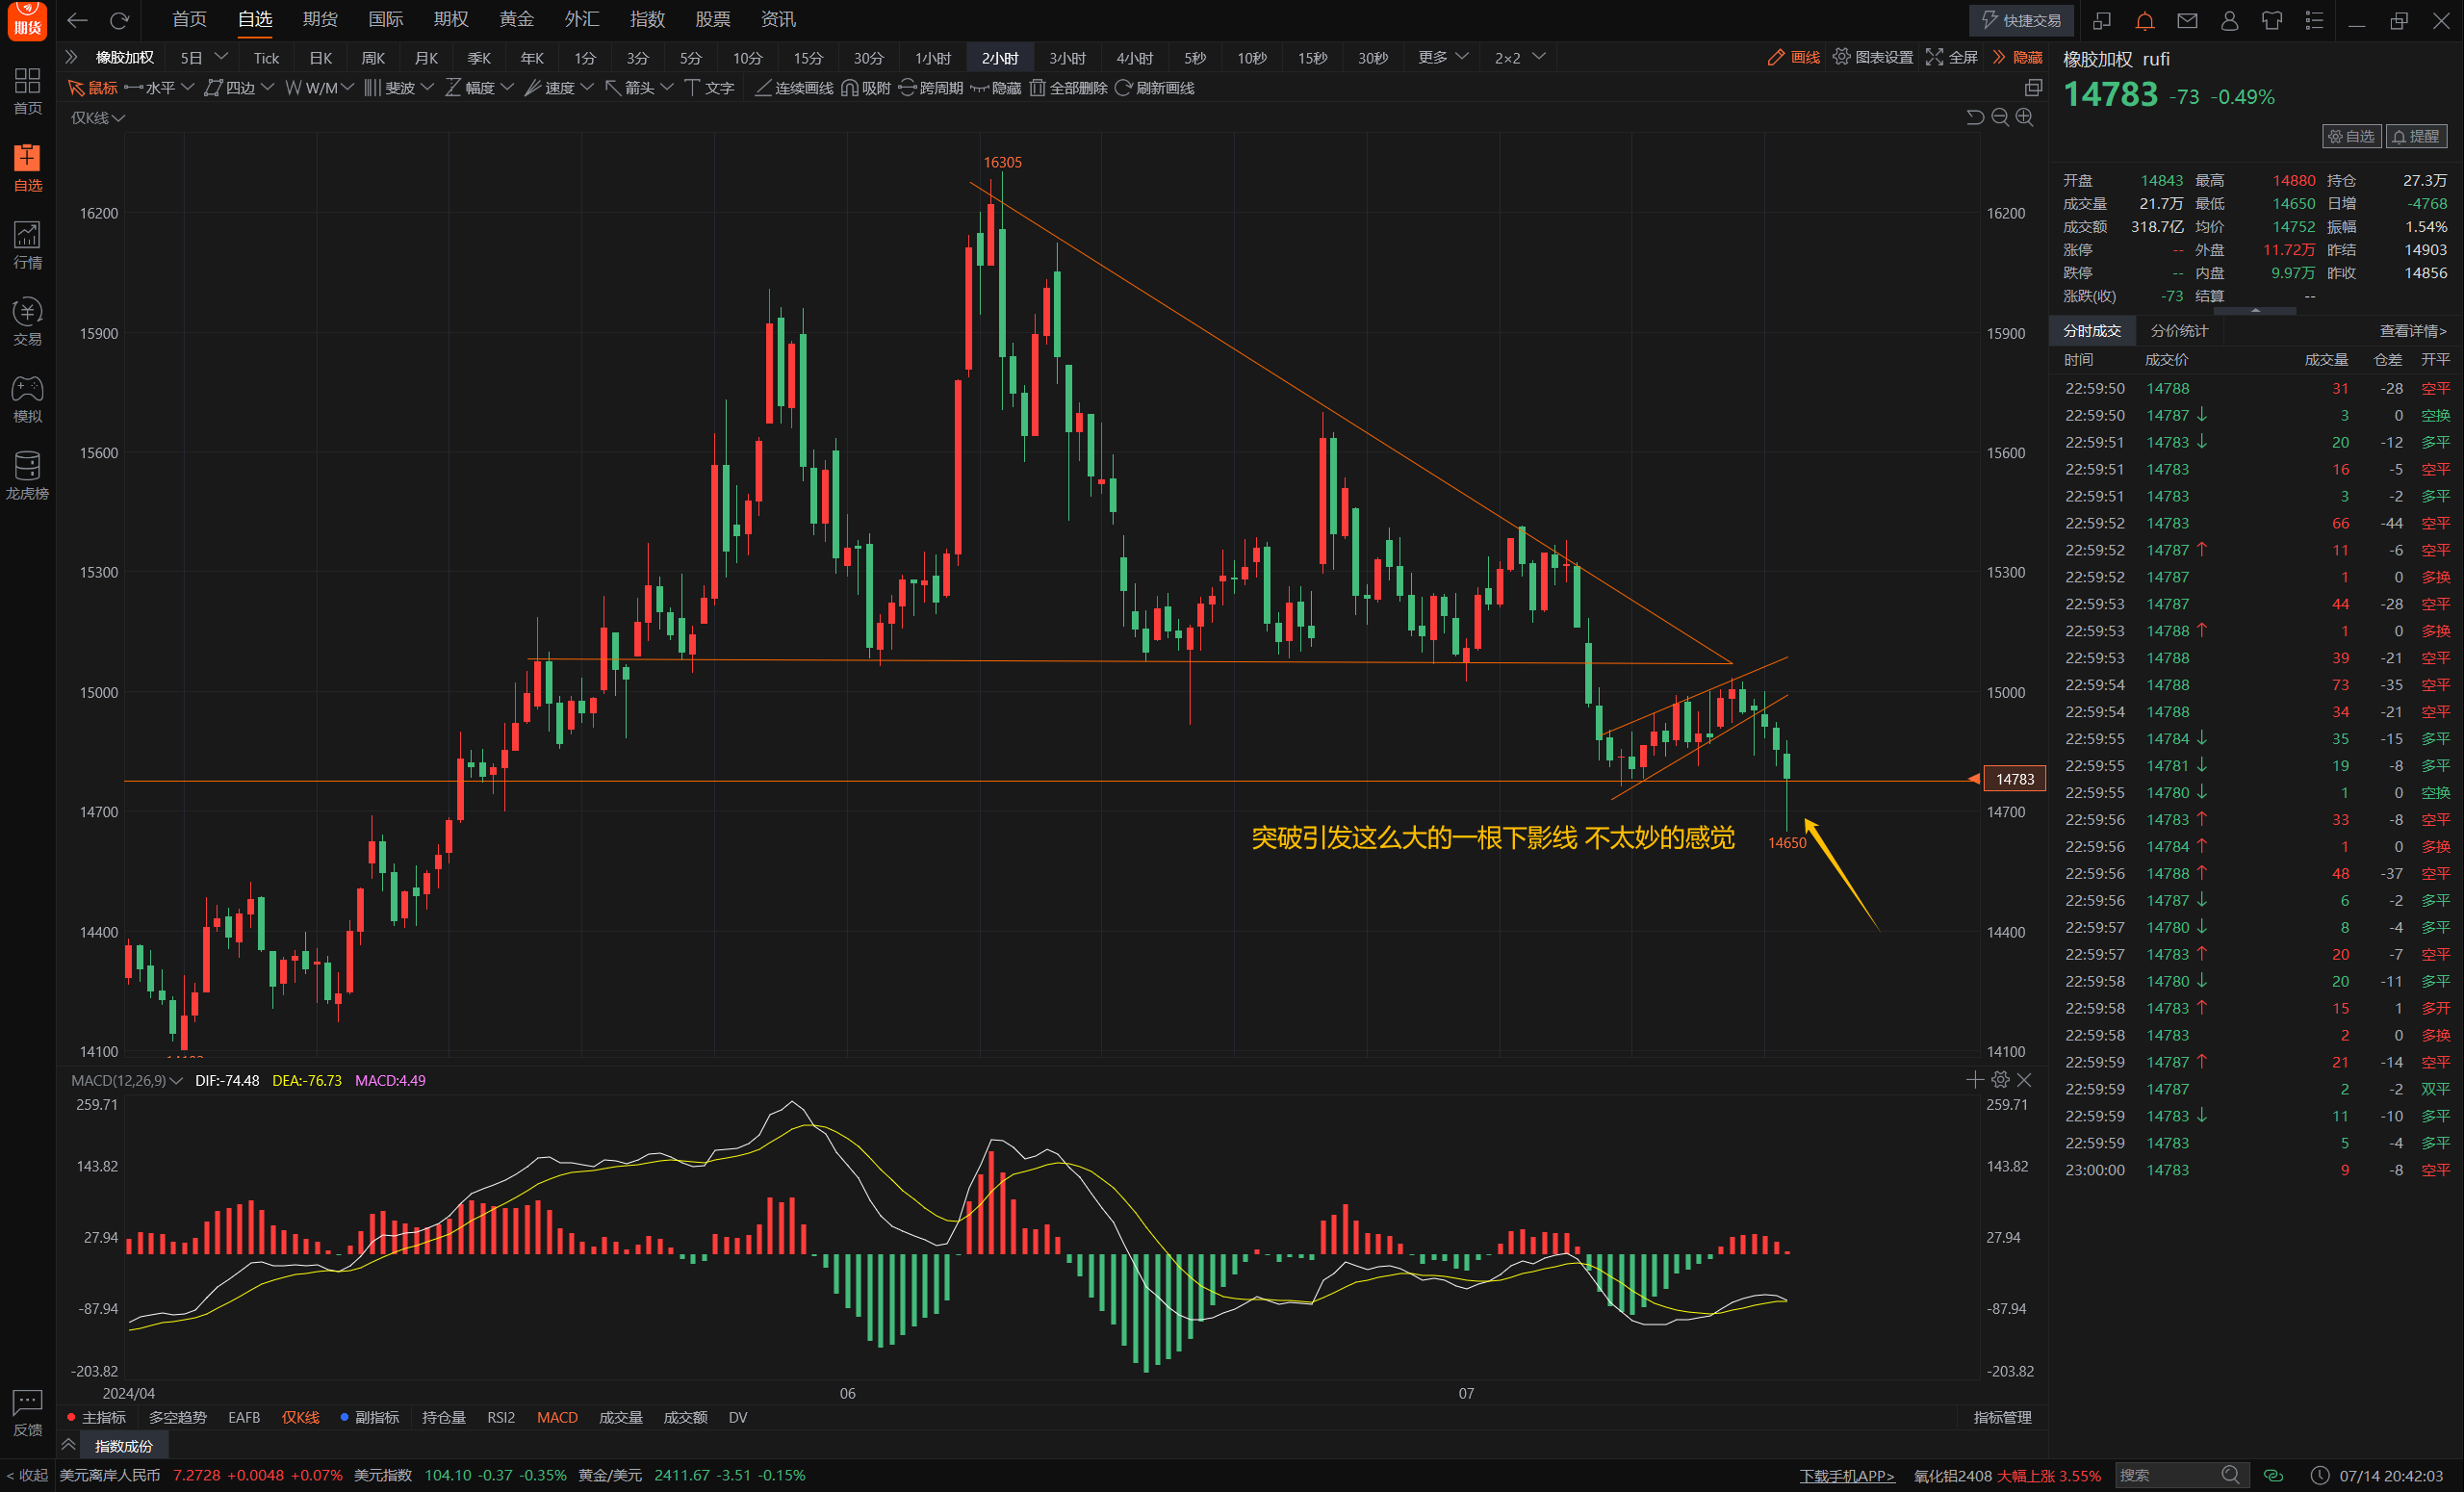 期货 首页 自选 期货 国际 期权 黄金 外汇 指数 股票 资讯 快捷交易
橡胶加权 5日 Tick 日K 周K 月K 季K 年K 1分 3分 5分 10分 15分 30分 1小时 2小时 3小时 4小时 5秒 10秒 15秒 30秒 更多 2×2 画线 图表设置 全屏 隐藏
鼠标 水平 四边 W/M 斐波 幅度 速度 箭头 文字 连续画线 吸附 跨周期 隐藏 全部删除 刷新画线
仅K线
首页
自选
行情
交易
模拟
龙虎榜
反馈
16305
16200 16200
15900 15900
15600 15600
15300 15300
15000 15000
14783
14700 14700
突破引发这么大的一根下影线 不太妙的感觉
14650
14400 14400
14100 14100
MACD(12,26,9) DIF:-74.48 DEA:-76.73 MACD:4.49
259.71 259.71
143.82 143.82
27.94 27.94
-87.94 -87.94
-203.82 -203.82
2024/04 06 07
主指标 多空趋势 EAFB 仅K线 副指标 持仓量 RSI2 MACD 成交量 成交额 DV 指标管理
指数成份
橡胶加权 rufi
14783 -73 -0.49%
自选 提醒
开盘 14843 最高 14880 持仓 27.3万
成交量 21.7万 最低 14650 日增 -4768
成交额 318.7亿 均价 14752 振幅 1.54%
涨停 -- 外盘 11.72万 昨结 14903
跌停 -- 内盘 9.97万 昨收 14856
涨跌(收) -73 结算 --
分时成交 分价统计 查看详情>
时间 成交价 成交量 仓差 开平
22:59:50 14788 31 -28 空平
22:59:50 14787 ↓ 3 0 空换
22:59:51 14783 ↓ 20 -12 多平
22:59:51 14783 16 -5 空平
22:59:51 14783 3 -2 多平
22:59:52 14783 66 -44 空平
22:59:52 14787 ↑ 11 -6 空平
22:59:52 14787 1 0 多换
22:59:53 14787 44 -28 空平
22:59:53 14788 ↑ 1 0 多换
22:59:53 14788 39 -21 空平
22:59:54 14788 73 -35 空平
22:59:54 14788 34 -21 空平
22:59:55 14784 ↓ 35 -15 多平
22:59:55 14781 ↓ 19 -8 多平
22:59:55 14780 ↓ 1 0 空换
22:59:56 14783 ↑ 33 -8 空平
22:59:56 14784 ↑ 1 0 多换
22:59:56 14788 ↑ 48 -37 空平
22:59:56 14787 ↓ 6 -2 多平
22:59:57 14780 ↓ 8 -4 多平
22:59:57 14783 ↑ 20 -7 空平
22:59:58 14780 ↓ 20 -11 多平
22:59:58 14783 ↑ 15 1 多开
22:59:58 14783 2 0 多换
22:59:59 14787 ↑ 21 -14 空平
22:59:59 14787 2 -2 双平
22:59:59 14783 ↓ 11 -10 多平
22:59:59 14783 5 -4 多平
23:00:00 14783 9 -8 空平
< 收起 美元离岸人民币 7.2728 +0.0048 +0.07% 美元指数 104.10 -0.37 -0.35% 黄金/美元 2411.67 -3.51 -0.15% 下载手机APP> 氧化铝2408 大幅上涨 3.55% 搜索 07/14 20:42:03